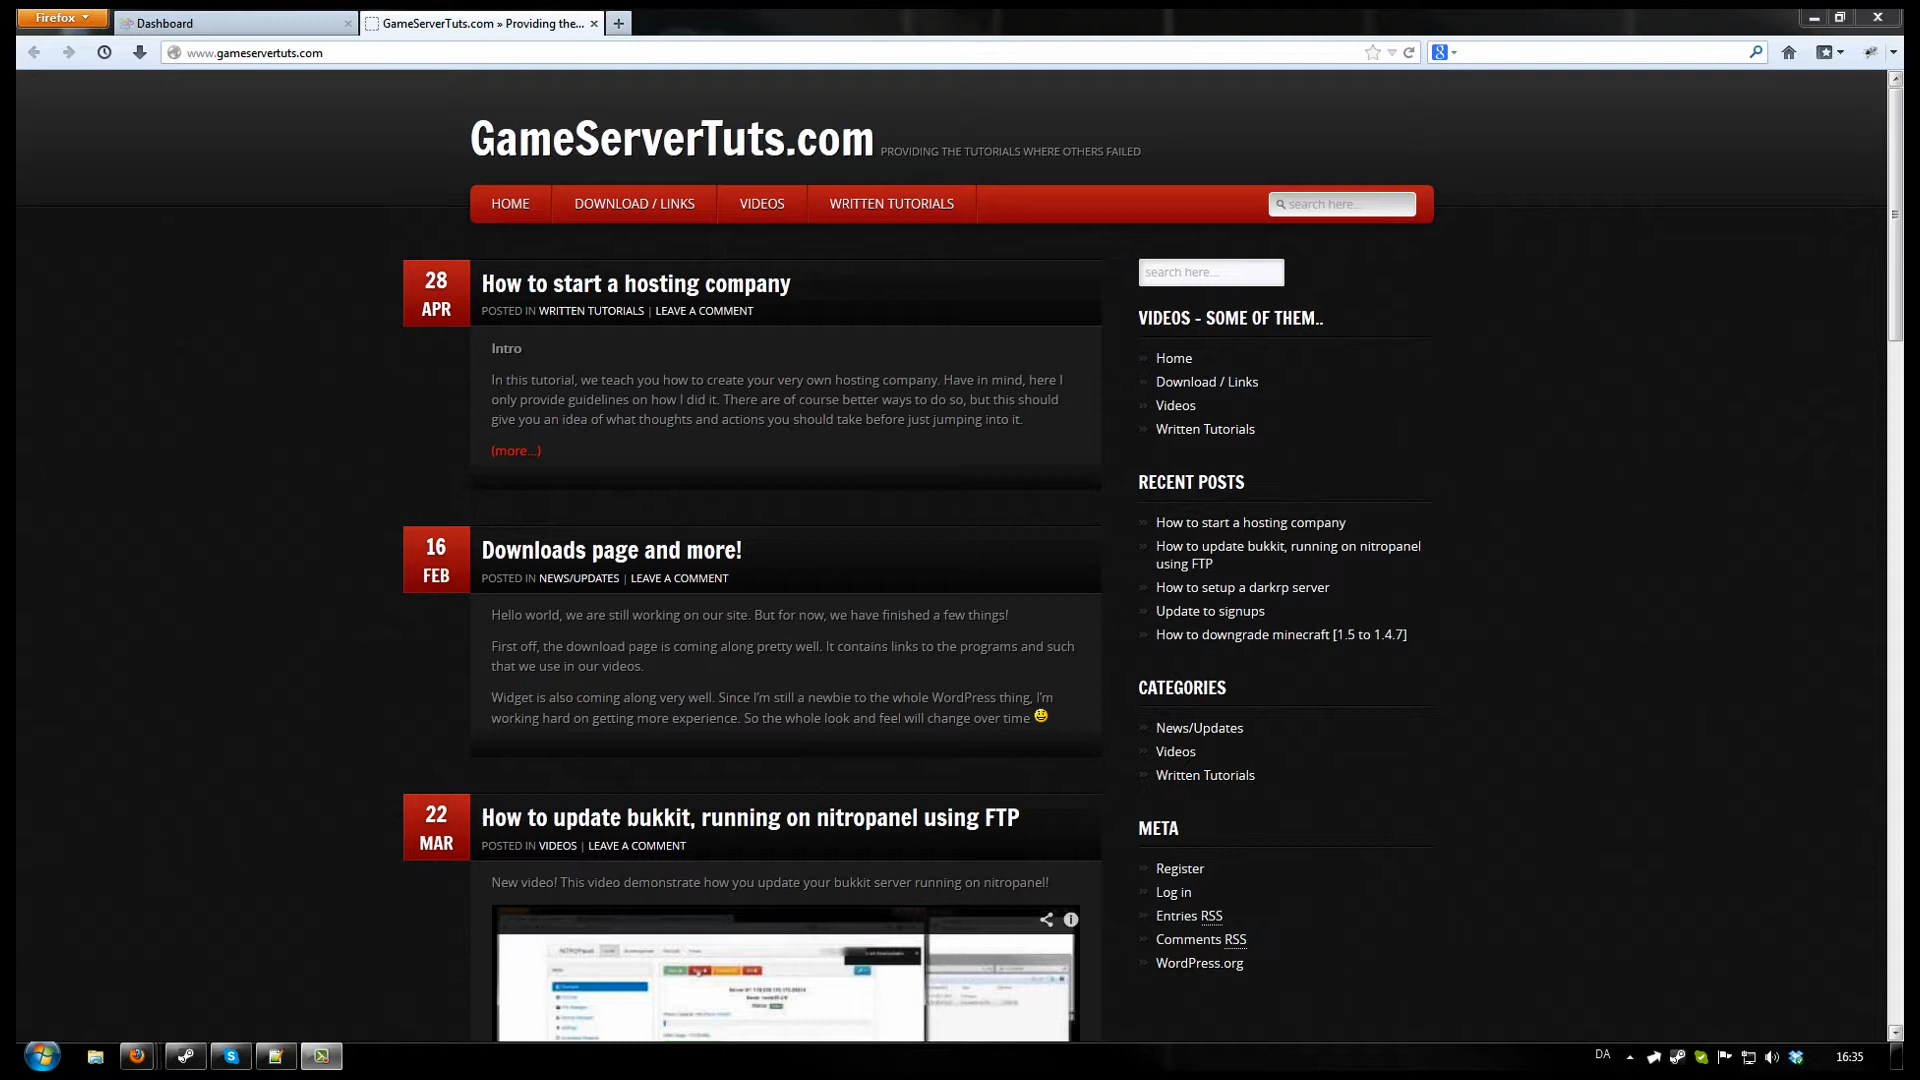 Firefox
Dashboard
GameServerTuts.com » Providing the...
www.gameservertuts.com
GameServerTuts.com
PROVIDING THE TUTORIALS WHERE OTHERS FAILED
HOME
DOWNLOAD / LINKS
VIDEOS
WRITTEN TUTORIALS
search here...
28
APR
How to start a hosting company
POSTED IN WRITTEN TUTORIALS | LEAVE A COMMENT
Intro
In this tutorial, we teach you how to create your very own hosting company. Have in mind, here I
only provide guidelines on how I did it. There are of course better ways to do so, but this should
give you an idea of what thoughts and actions you should take before just jumping into it.
(more...)
16
FEB
Downloads page and more!
POSTED IN NEWS/UPDATES | LEAVE A COMMENT
Hello world, we are still working on our site. But for now, we have finished a few things!
First off, the download page is coming along pretty well. It contains links to the programs and such
that we use in our videos.
Widget is also coming along very well. Since I'm still a newbie to the whole WordPress thing, I'm
working hard on getting more experience. So the whole look and feel will change over time
22
MAR
How to update bukkit, running on nitropanel using FTP
POSTED IN VIDEOS | LEAVE A COMMENT
New video! This video demonstrate how you update your bukkit server running on nitropanel!
search here...
VIDEOS – SOME OF THEM..
Home
Download / Links
Videos
Written Tutorials
RECENT POSTS
How to start a hosting company
How to update bukkit, running on nitropanel
using FTP
How to setup a darkrp server
Update to signups
How to downgrade minecraft [1.5 to 1.4.7]
CATEGORIES
News/Updates
Videos
Written Tutorials
META
Register
Log in
Entries RSS
Comments RSS
WordPress.org
DA
16:35